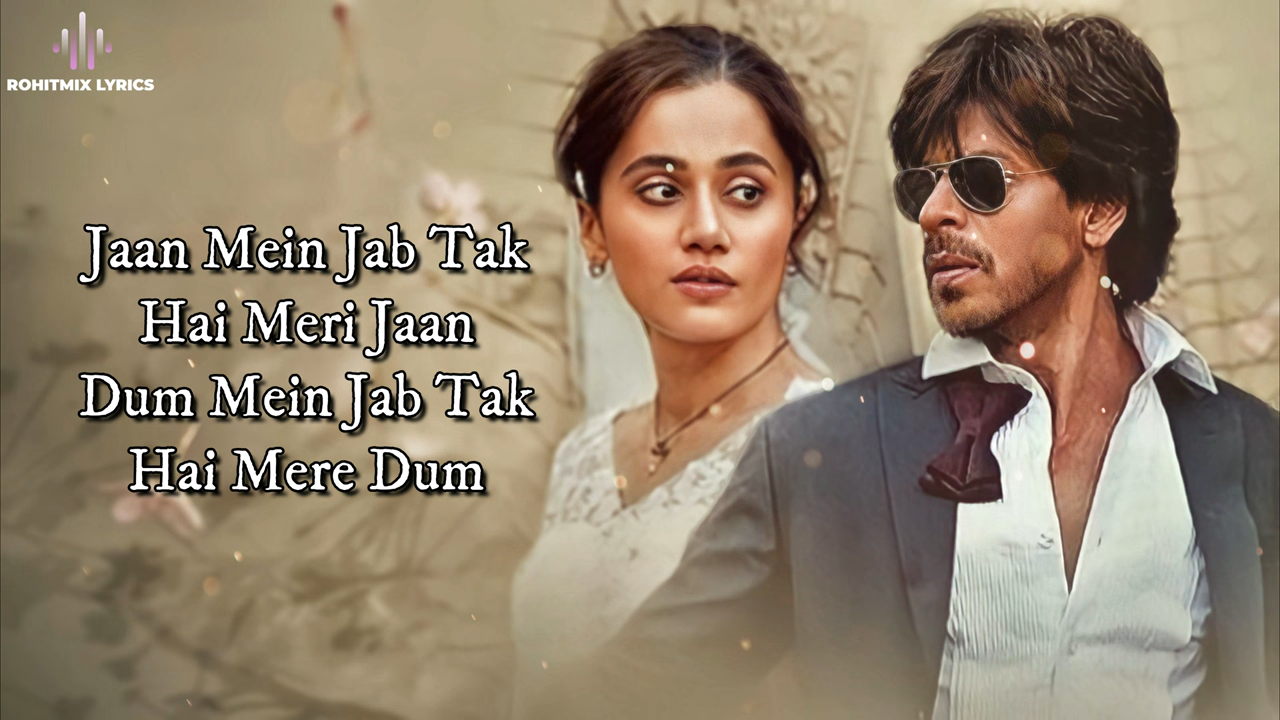 ROHITMIX LYRICS
Jaan Mein Jab Tak
Hai Meri Jaan
Dum Mein Jab Tak
Hai Mere Dum